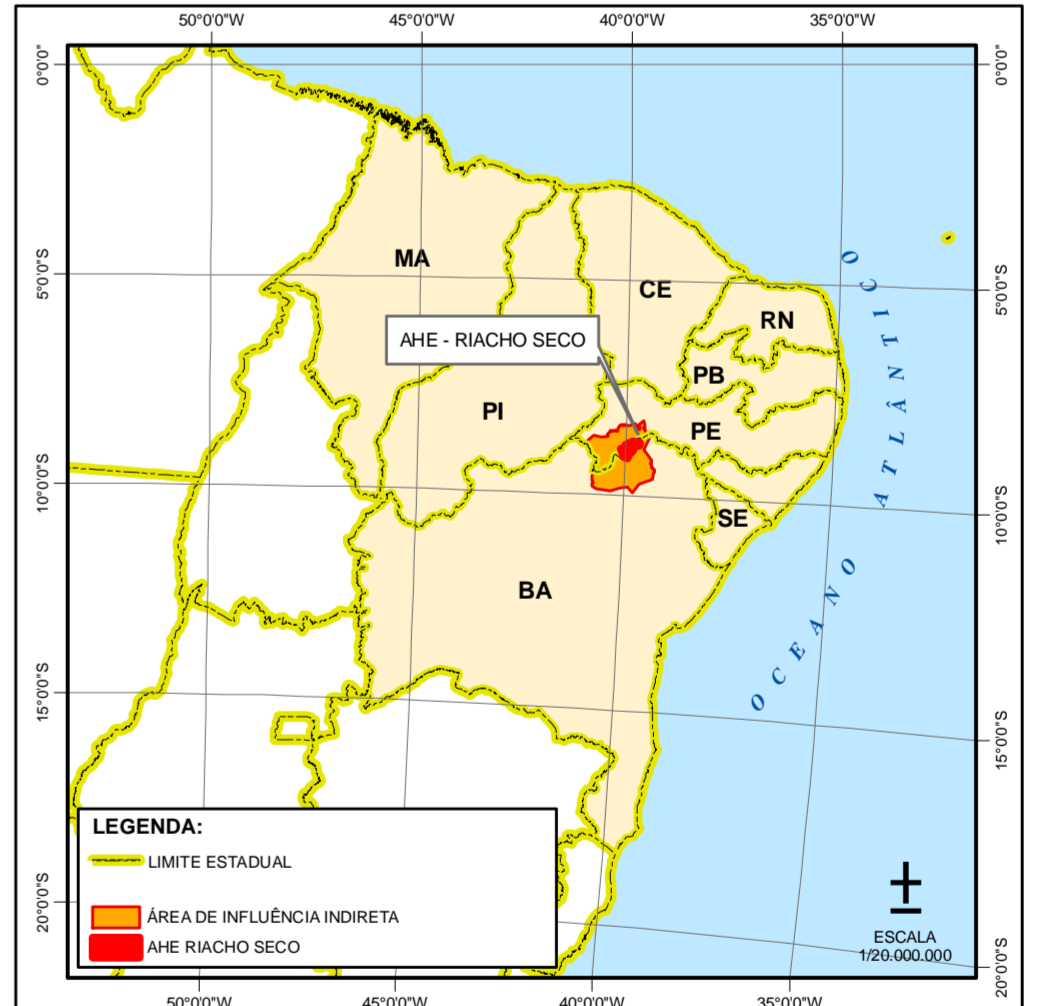 50°0'0"W 45°0'0"W 40°0'0"W 35°0'0"W
0°0'0" 0°0'0"
MA
5°0'0"S 5°0'0"S
CE
RN
AHE - RIACHO SECO
PB
PI
PE
10°0'0"S 10°0'0"S
SE
BA
OCEANO ATLÂNTICO
15°0'0"S 15°0'0"S
LEGENDA:
LIMITE ESTADUAL
ÁREA DE INFLUÊNCIA INDIRETA
AHE RIACHO SECO
20°0'0"S 20°0'0"S
ESCALA
1/20.000.000
50°0'0"W 45°0'0"W 40°0'0"W 35°0'0"W